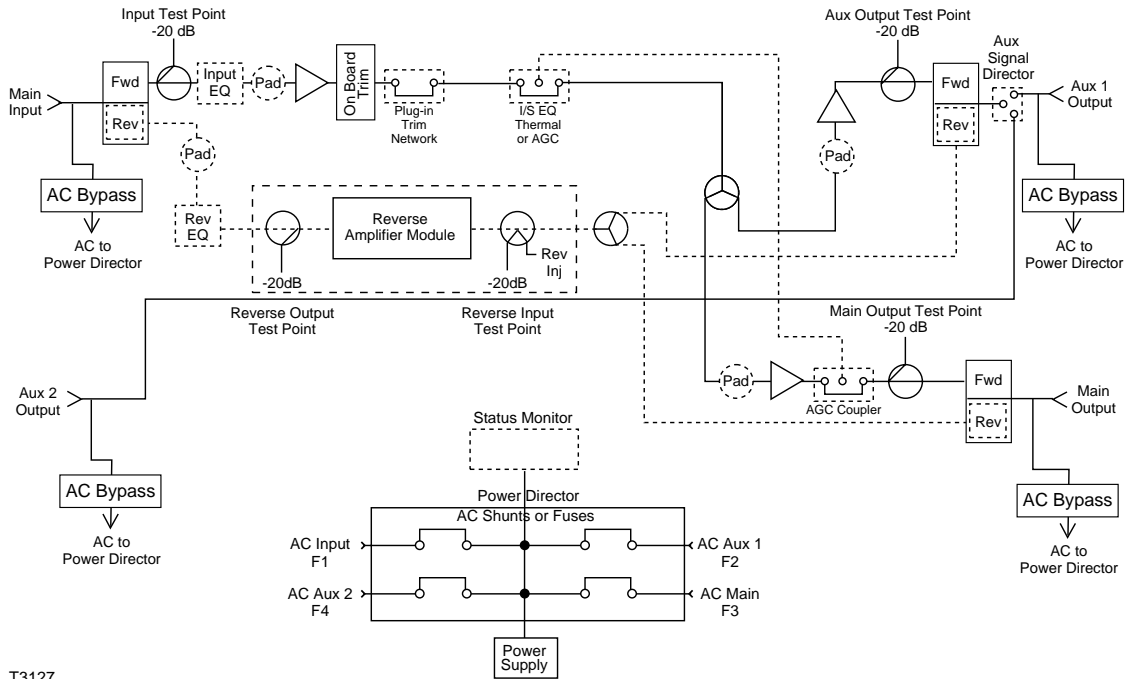 Input Test Point
-20 dB
Aux Output Test Point
-20 dB
Aux
Signal
Director
Main
Input
Fwd
Rev
Input
EQ
Pad
On Board
Trim
Plug-in
Trim
Network
I/S EQ
Thermal
or AGC
Pad
Fwd
Rev
Aux 1
Output
Pad
AC Bypass
AC to
Power Director
Rev
EQ
Reverse
Amplifier Module
-20dB
-20dB
Rev
Inj
Reverse Output
Test Point
Reverse Input
Test Point
AC Bypass
AC to
Power Director
Main Output Test Point
-20 dB
Aux 2
Output
Pad
AGC Coupler
Fwd
Rev
Main
Output
AC Bypass
AC to
Power Director
Status Monitor
Power Director
AC Shunts or Fuses
AC Input
F1
AC Aux 1
F2
AC Aux 2
F4
AC Main
F3
Power
Supply
AC Bypass
AC to
Power Director
T3127